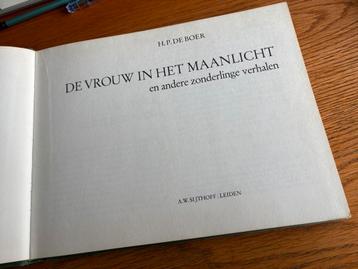 H. P. DE BOER
DE VROUW IN HET MAANLICHT
en andere zonderlinge verhalen
A.W. SIJTHOFF / LEIDEN